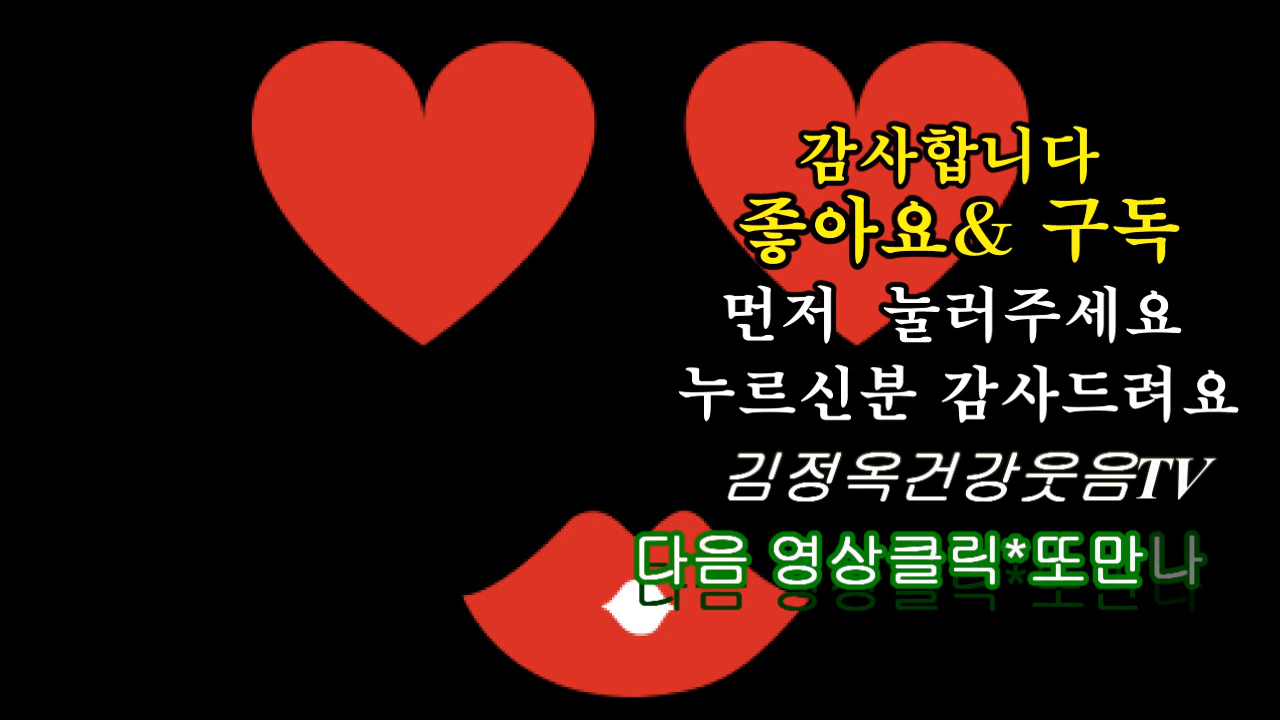 감사합니다
좋아요& 구독
먼저 눌러주세요
누르신분 감사드려요
김정옥건강웃음TV
다음 영상클릭*또만나